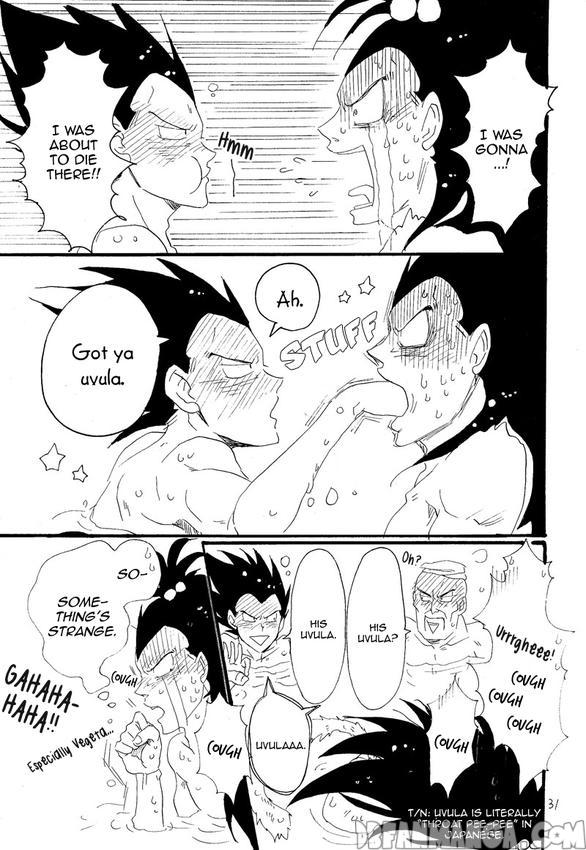 I WAS
GONNA
...!
Hmm
I WAS
ABOUT
TO DIE
THERE!!
Ah.
STUFF
Got ya
uvula.
Oh?
Urrrgheee!
HIS
UVULA?
HIS
UVULA.
UVULAAA.
COUGH
COUGH
COUGH
COUGH
COUGH
SO-
SOME-
THING'S
STRANGE.
COUGH
COUGH
GAHAHA-
HAHA!!
Especially Vegeta...
31
T/N: UVULA IS LITERALLY
"THROAT PEE-PEE" IN
JAPANESE
DBFANMANGA.COM